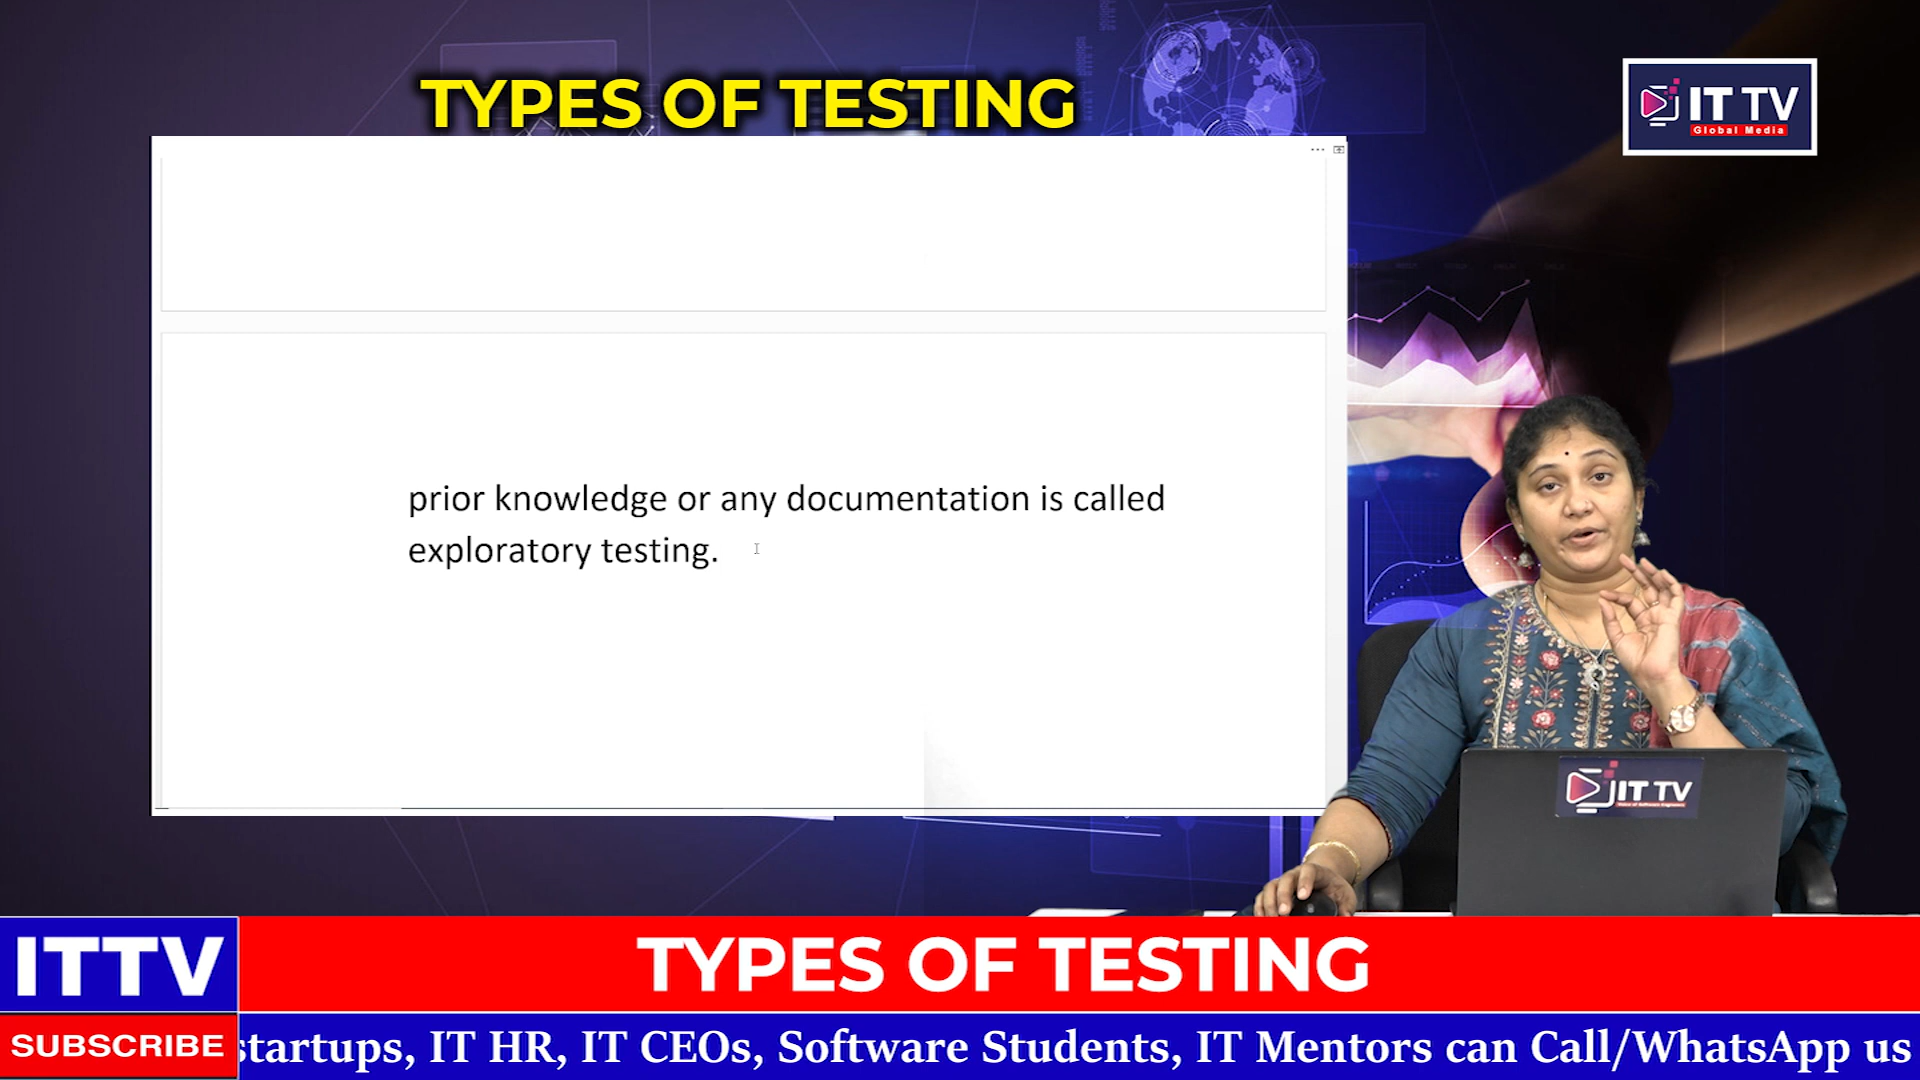 TYPES OF TESTING
IT TV
Global Media
prior knowledge or any documentation is called
exploratory testing.
IT TV
ITTV
TYPES OF TESTING
SUBSCRIBE
startups, IT HR, IT CEOs, Software Students, IT Mentors can Call/WhatsApp us